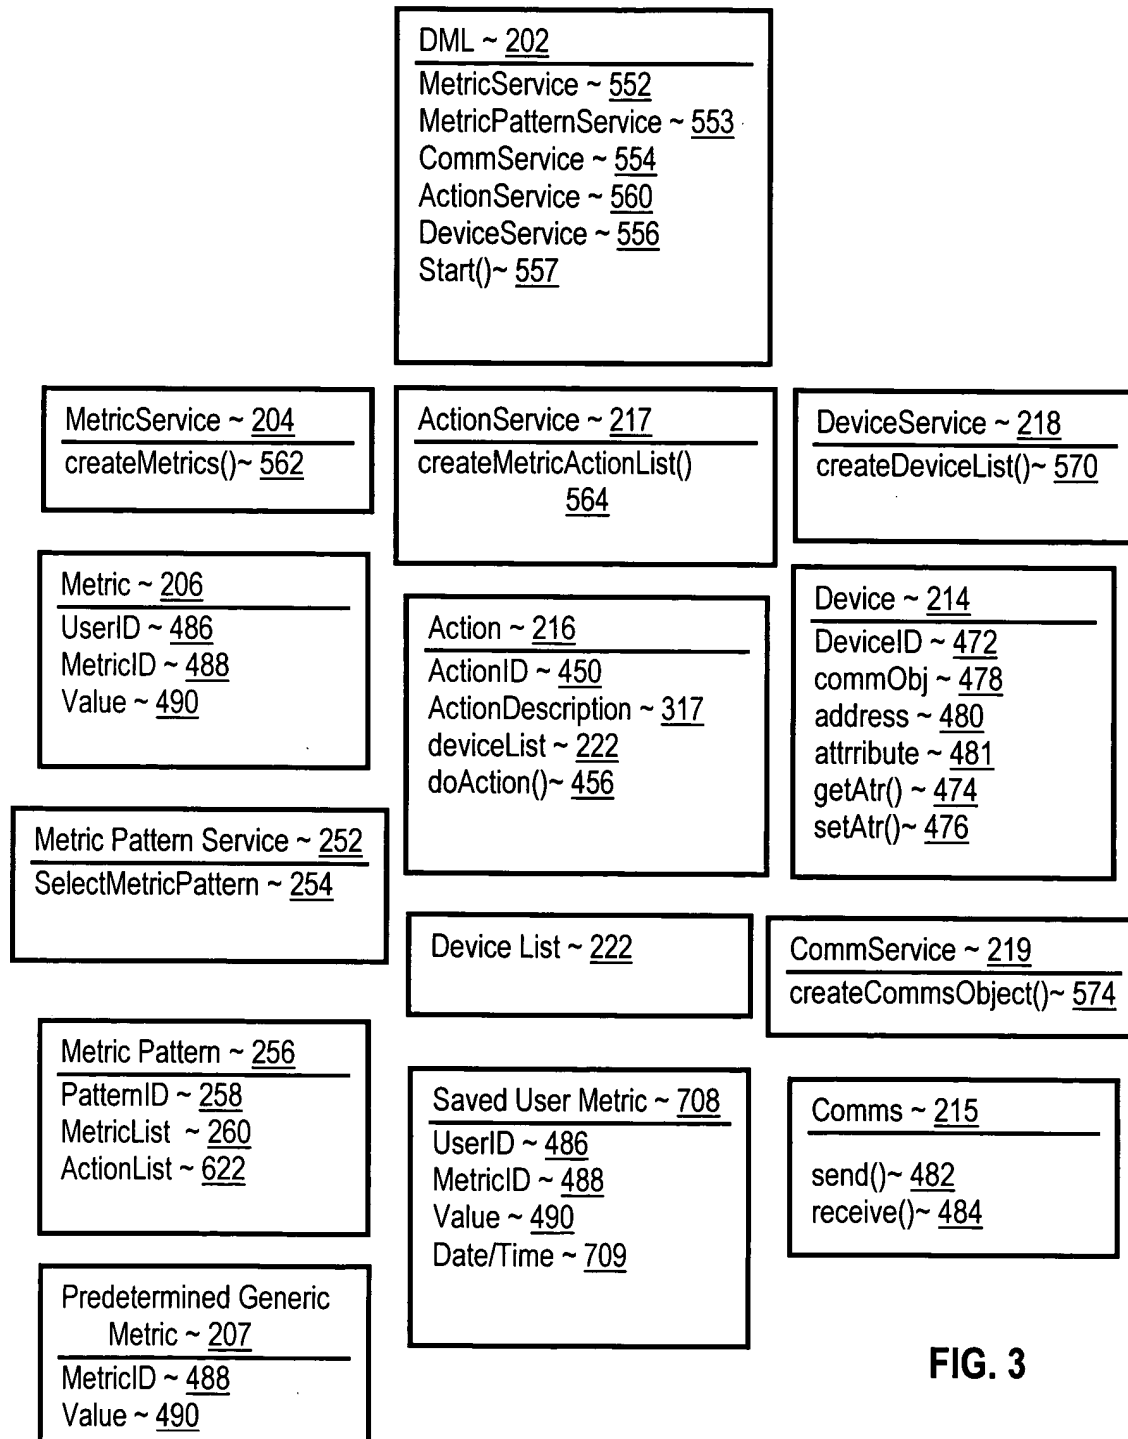 DML ~ 202
MetricService ~ 552
MetricPatternService ~ 553
CommService ~ 554
ActionService ~ 560
DeviceService ~ 556
Start()~ 557
MetricService ~ 204
createMetrics()~ 562
ActionService ~ 217
createMetricActionList()
564
DeviceService ~ 218
createDeviceList()~ 570
Metric ~ 206
UserID ~ 486
MetricID ~ 488
Value ~ 490
Action ~ 216
ActionID ~ 450
ActionDescription ~ 317
deviceList ~ 222
doAction()~ 456
Device ~ 214
DeviceID ~ 472
commObj ~ 478
address ~ 480
attrribute ~ 481
getAtr() ~ 474
setAtr()~ 476
Metric Pattern Service ~ 252
SelectMetricPattern ~ 254
Device List ~ 222
CommService ~ 219
createCommsObject()~ 574
Metric Pattern ~ 256
PatternID ~ 258
MetricList ~ 260
ActionList ~ 622
Saved User Metric ~ 708
UserID ~ 486
MetricID ~ 488
Value ~ 490
Date/Time ~ 709
Comms ~ 215
send()~ 482
receive()~ 484
Predetermined Generic
Metric ~ 207
MetricID ~ 488
Value ~ 490
FIG. 3